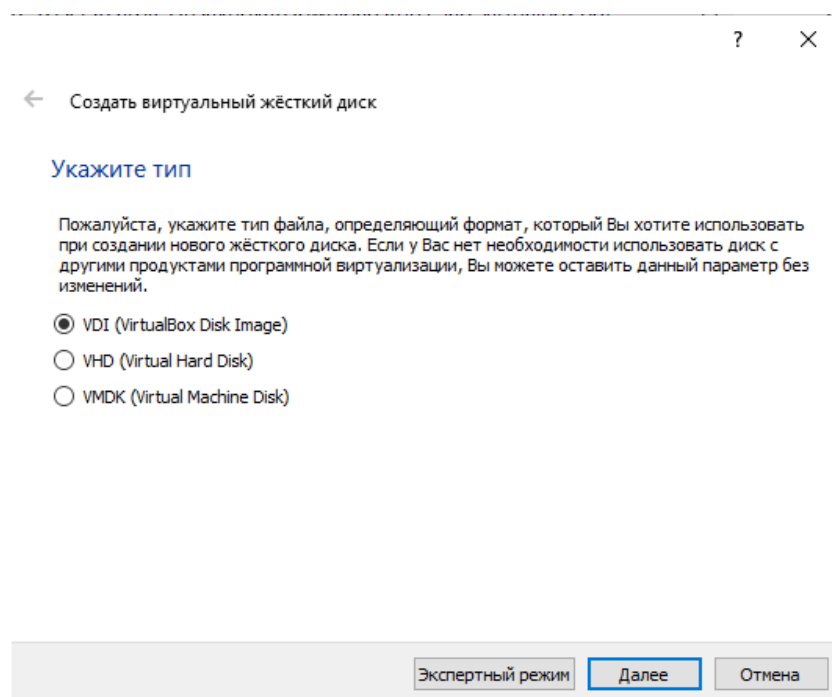 ?
Создать виртуальный жёсткий диск
Укажите тип
Пожалуйста, укажите тип файла, определяющий формат, который Вы хотите использовать
при создании нового жёсткого диска. Если у Вас нет необходимости использовать диск с
другими продуктами программной виртуализации, Вы можете оставить данный параметр без
изменений.
VDI (VirtualBox Disk Image)
VHD (Virtual Hard Disk)
VMDK (Virtual Machine Disk)
Экспертный режим Далее Отмена